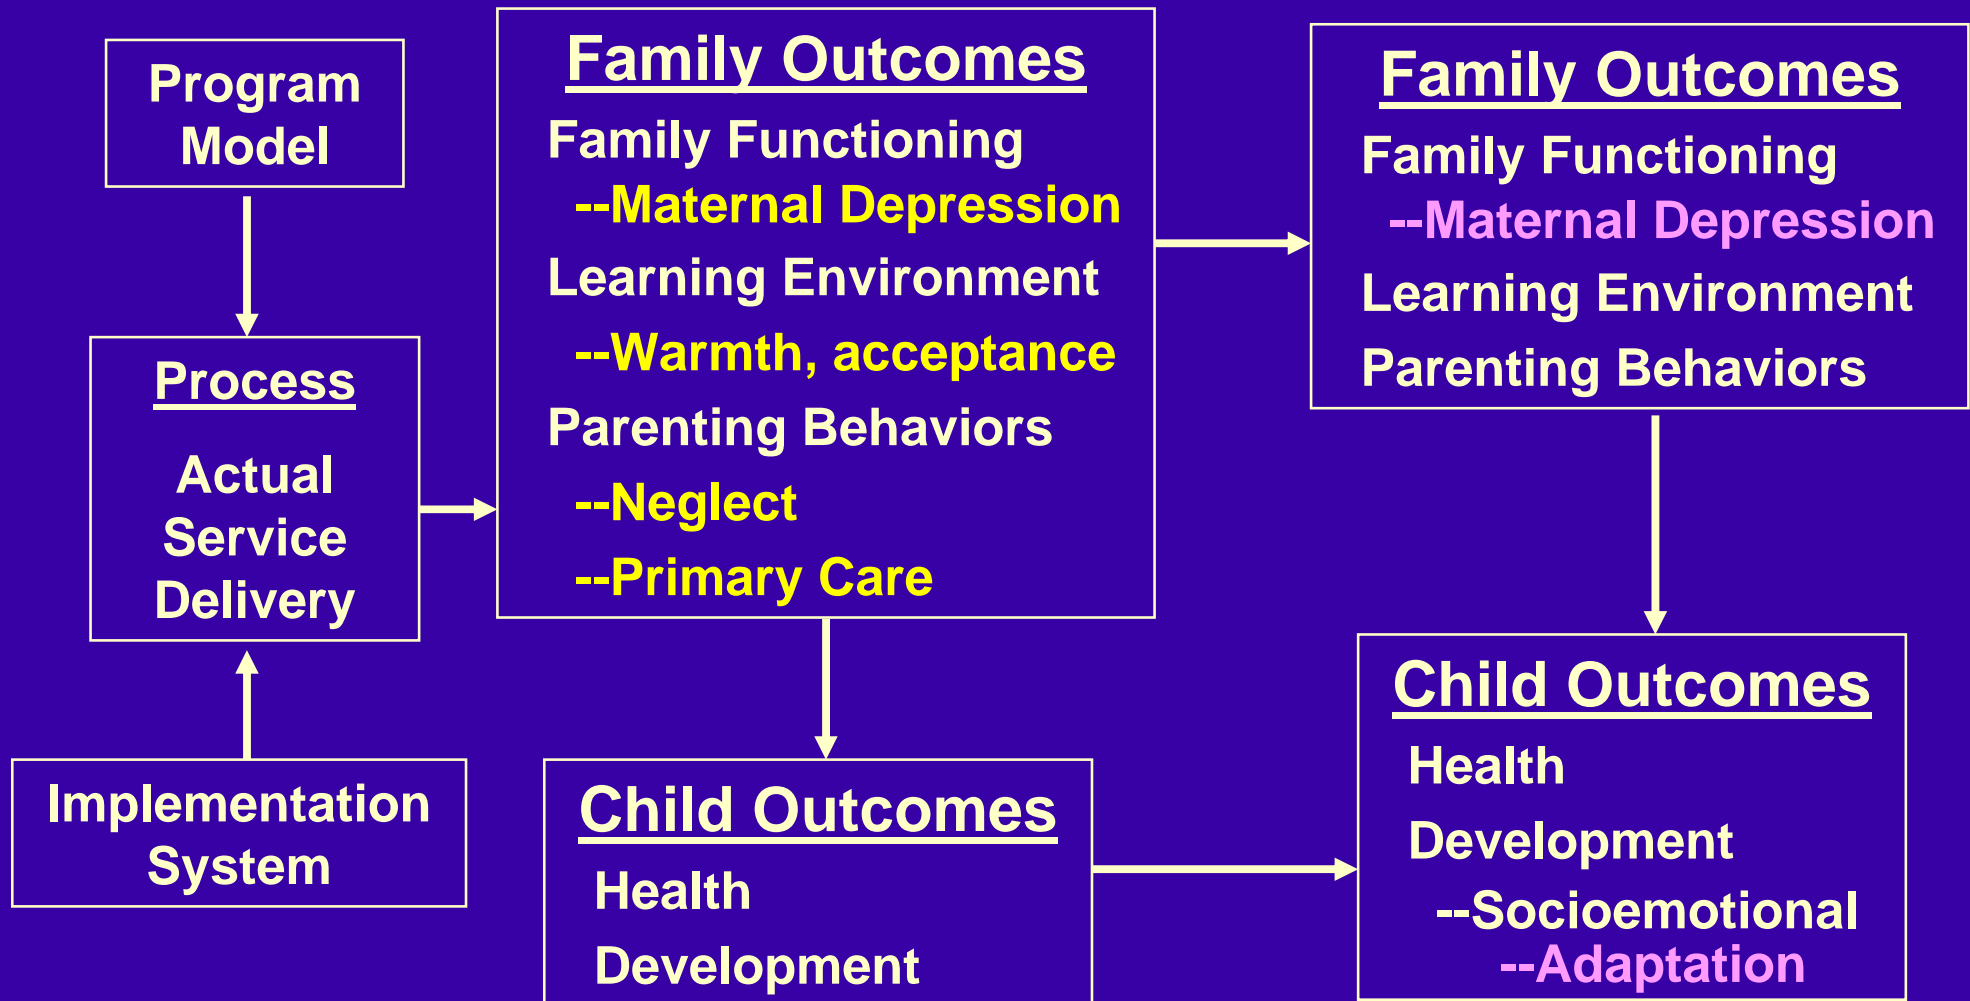 Program
Model
Process
Actual
Service
Delivery
Implementation
System
Family Outcomes
Family Functioning
--Maternal Depression
Learning Environment
--Warmth, acceptance
Parenting Behaviors
--Neglect
--Primary Care
Child Outcomes
Health
Development
Family Outcomes
Family Functioning
--Maternal Depression
Learning Environment
Parenting Behaviors
Child Outcomes
Health
Development
--Socioemotional
--Adaptation